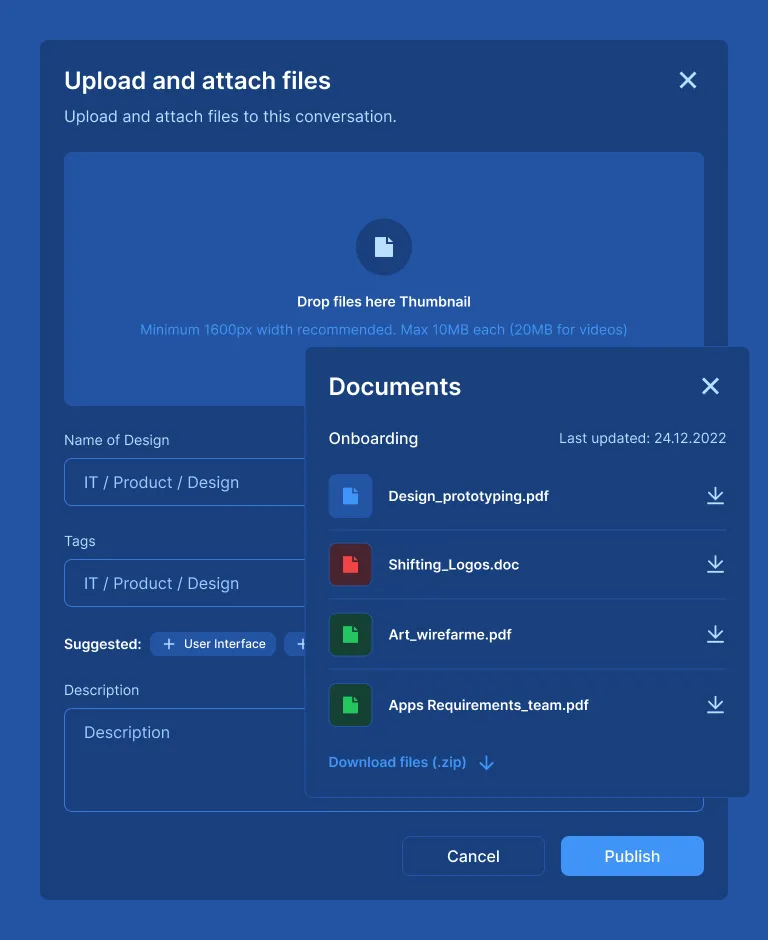 Upload and attach files
Upload and attach files to this conversation.
Drop files here Thumbnail
Minimum 1600px width recommended. Max 10MB each (20MB for videos)
Name of Design
IT / Product / Design
Tags
IT / Product / Design
Suggested:
+ User Interface
+
Description
Description
Cancel
Publish
Documents
Onboarding
Last updated: 24.12.2022
Design_prototyping.pdf
Shifting_Logos.doc
Art_wirefarme.pdf
Apps Requirements_team.pdf
Download files (.zip)